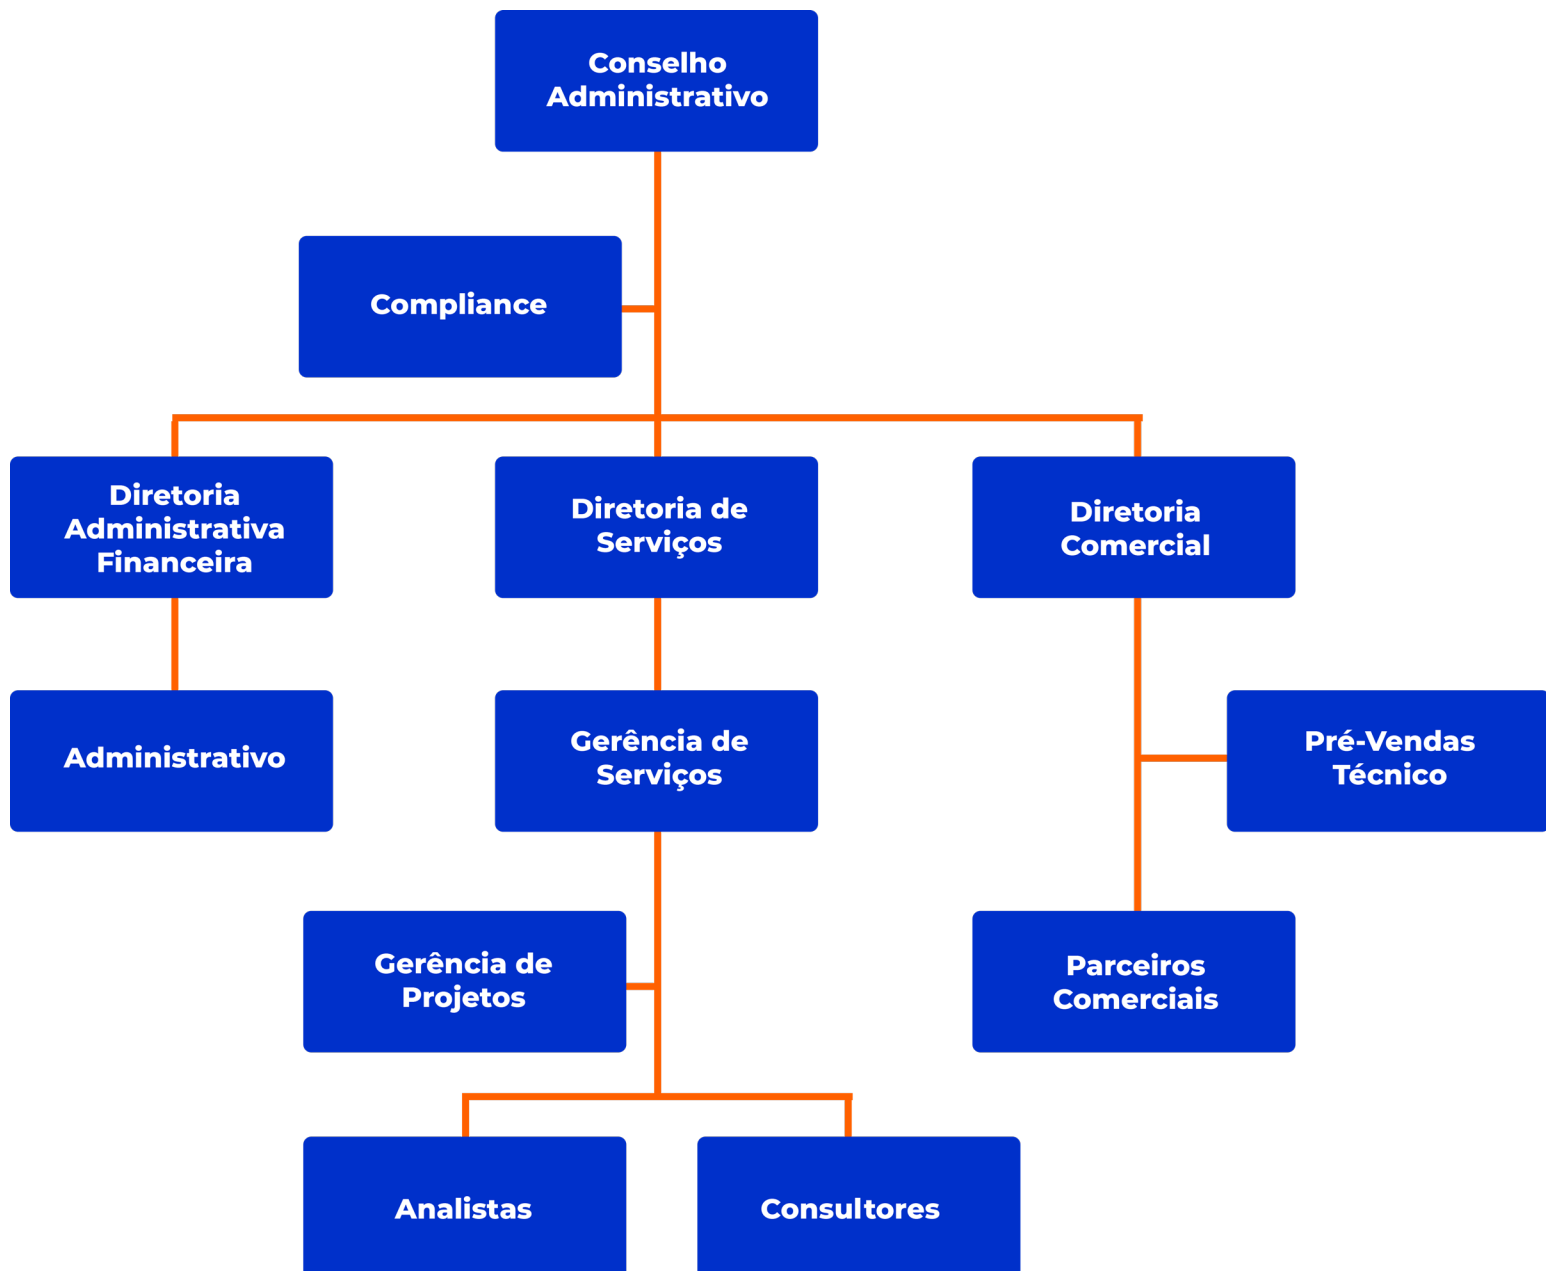 Conselho
Administrativo
Compliance
Diretoria
Administrativa
Financeira
Diretoria de
Serviços
Diretoria
Comercial
Administrativo
Gerência de
Serviços
Pré-Vendas
Técnico
Gerência de
Projetos
Parceiros
Comerciais
Analistas
Consultores